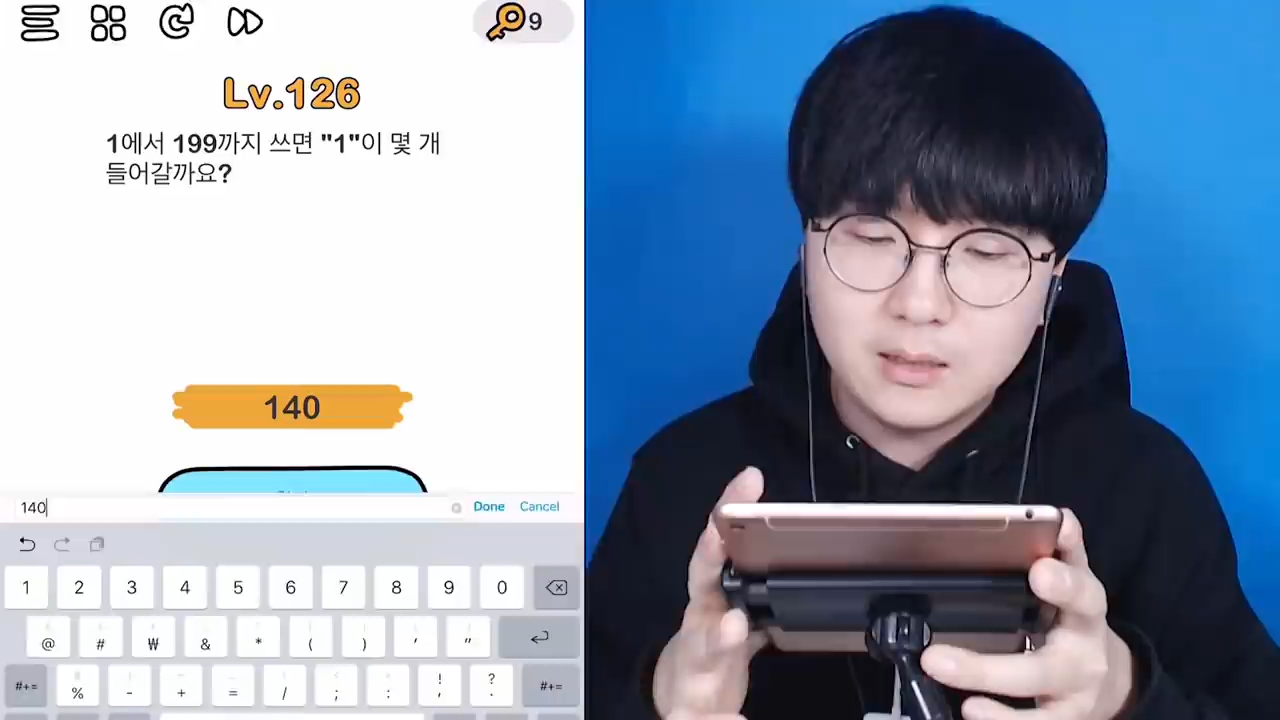 9
Lv.126
1에서 199까지 쓰면 "1"이 몇 개
들어갈까요?
140
140 Done Cancel
1 2 3 4 5 6 7 8 9 0
@ # ₩ & * ( ) ' "
#+= % - + = / ; : ! , ? . #+=